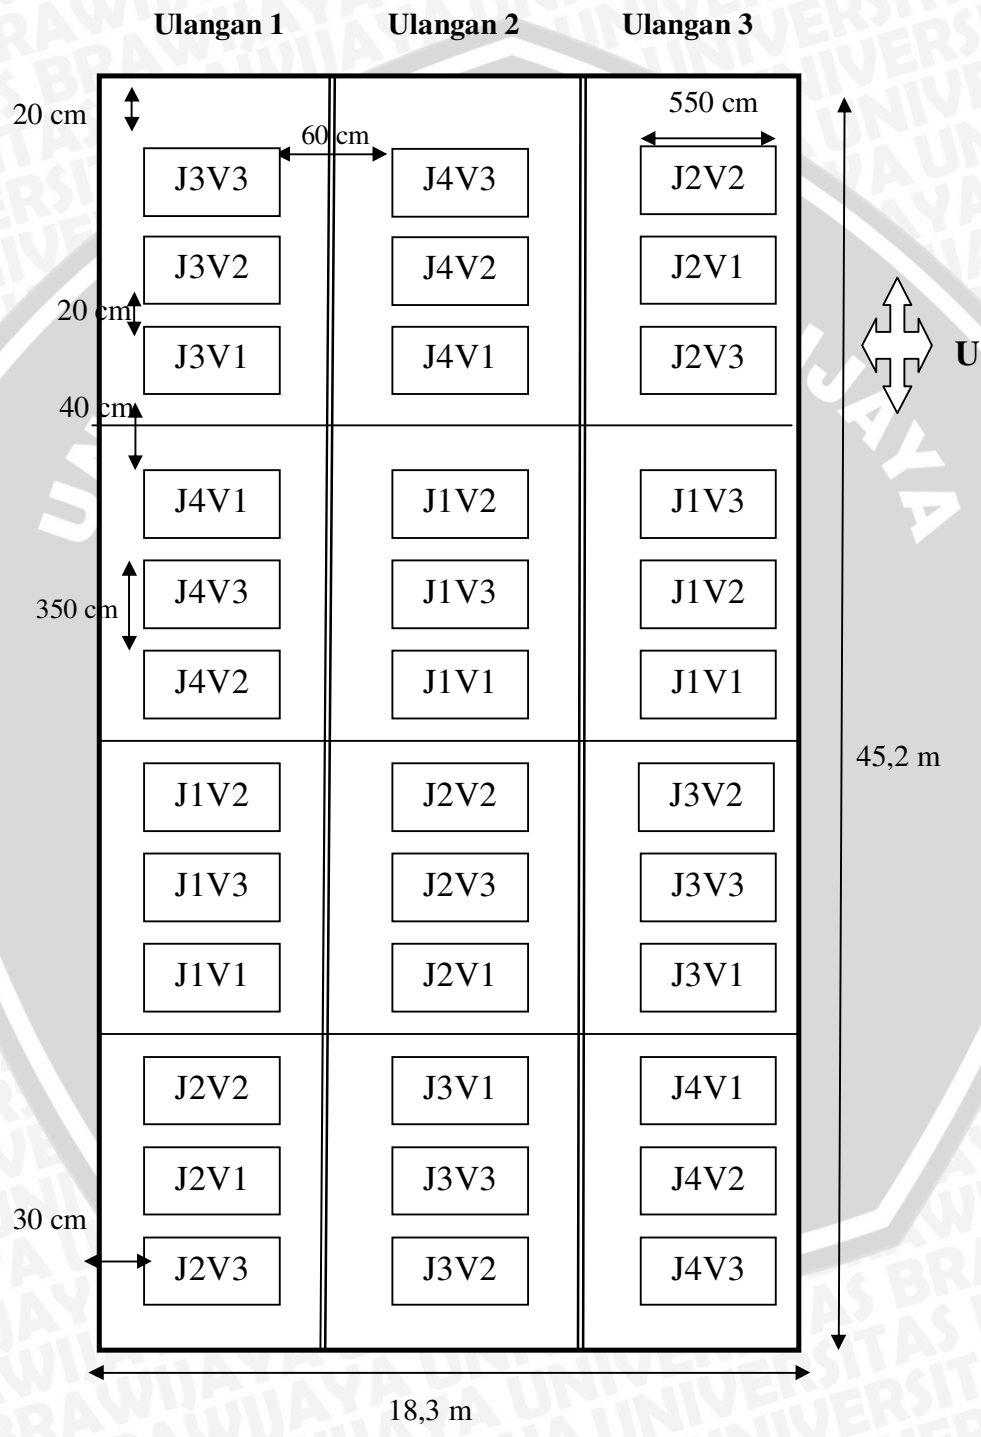 Ulangan 1 Ulangan 2 Ulangan 3
20 cm
550 cm
60 cm
J3V3 J4V3 J2V2
J3V2 J4V2 J2V1
20 cm
J3V1 J4V1 J2V3
U
40 cm
J4V1 J1V2 J1V3
J4V3 J1V3 J1V2
350 cm
J4V2 J1V1 J1V1
45,2 m
J1V2 J2V2 J3V2
J1V3 J2V3 J3V3
J1V1 J2V1 J3V1
J2V2 J3V1 J4V1
J2V1 J3V3 J4V2
30 cm
J2V3 J3V2 J4V3
18,3 m